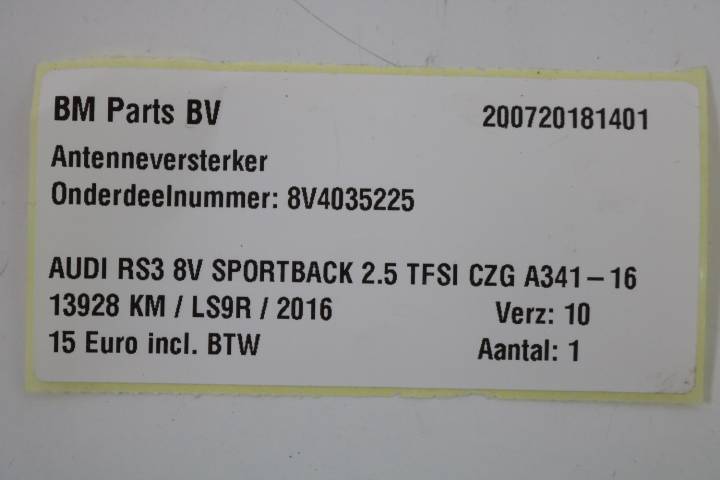 BM Parts BV 200720181401
Antenneversterker
Onderdeelnummer: 8V4035225
AUDI RS3 8V SPORTBACK 2.5 TFSI CZG A341-16
13928 KM / LS9R / 2016 Verz: 10
15 Euro incl. BTW Aantal: 1